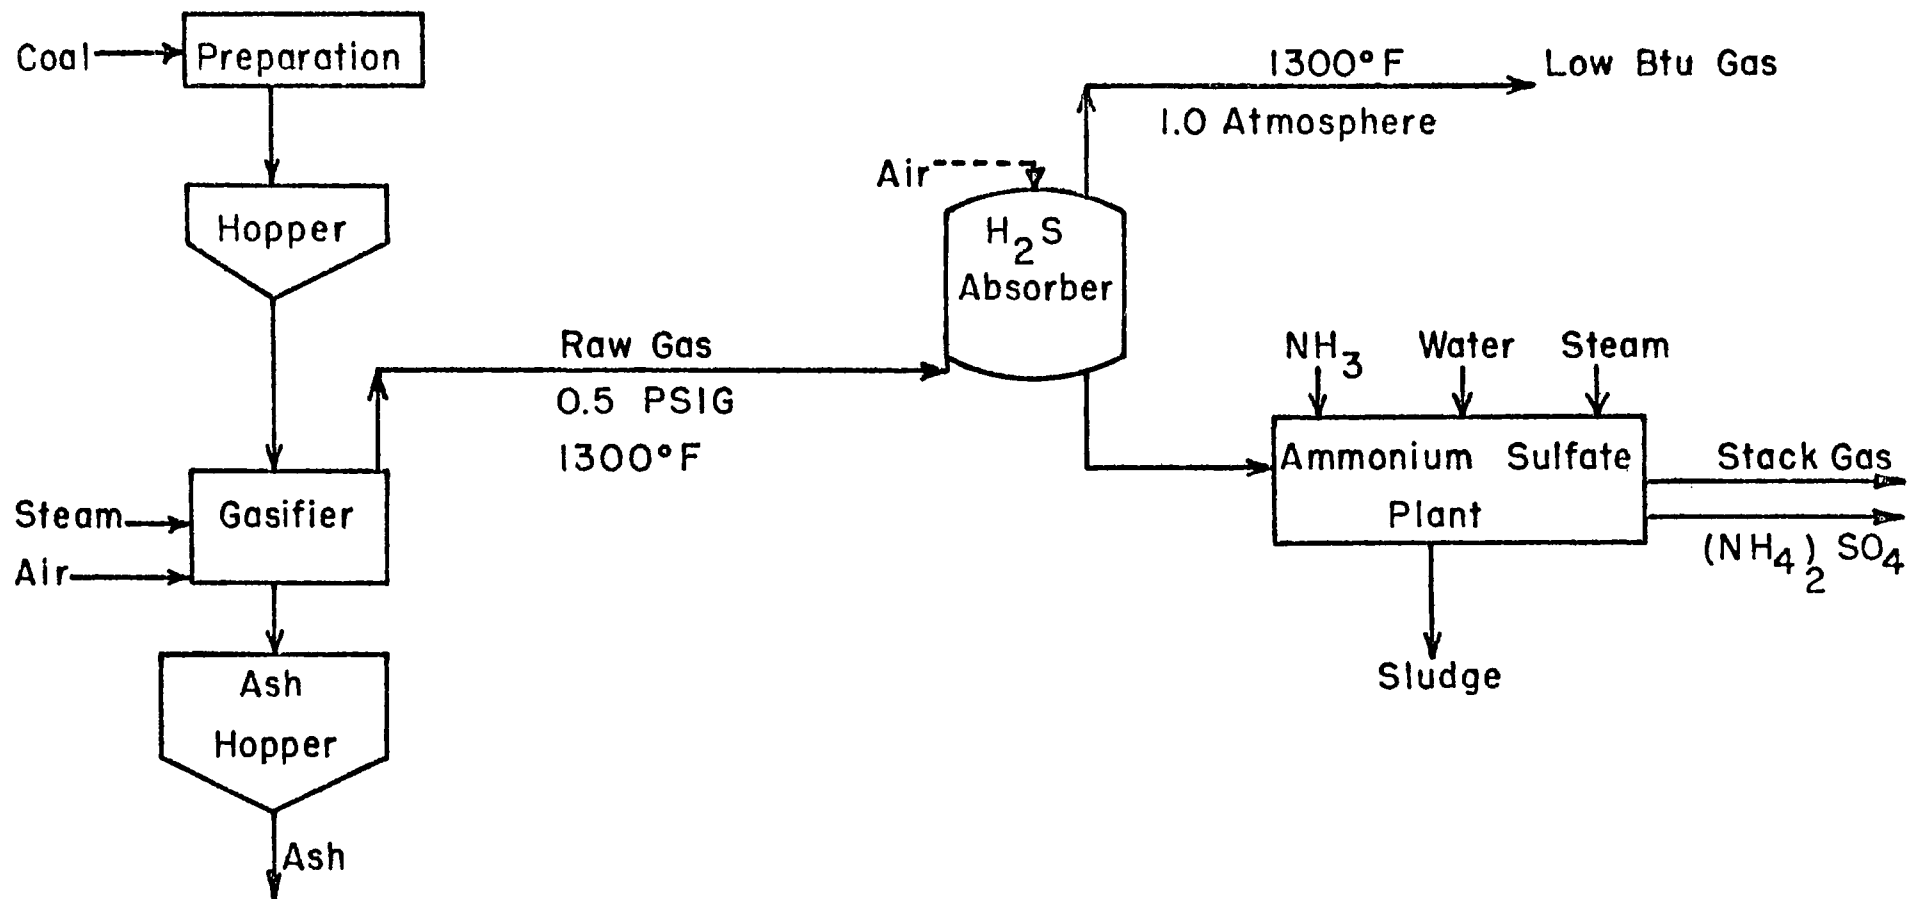 Coal
Preparation
Hopper
Steam
Air
Gasifier
Ash
Hopper
Ash
Raw Gas
0.5 PSIG
1300°F
Air
H2S
Absorber
1300°F
1.0 Atmosphere
Low Btu Gas
NH3
Water
Steam
Ammonium Sulfate
Plant
Stack Gas
(NH4)2 SO4
Sludge